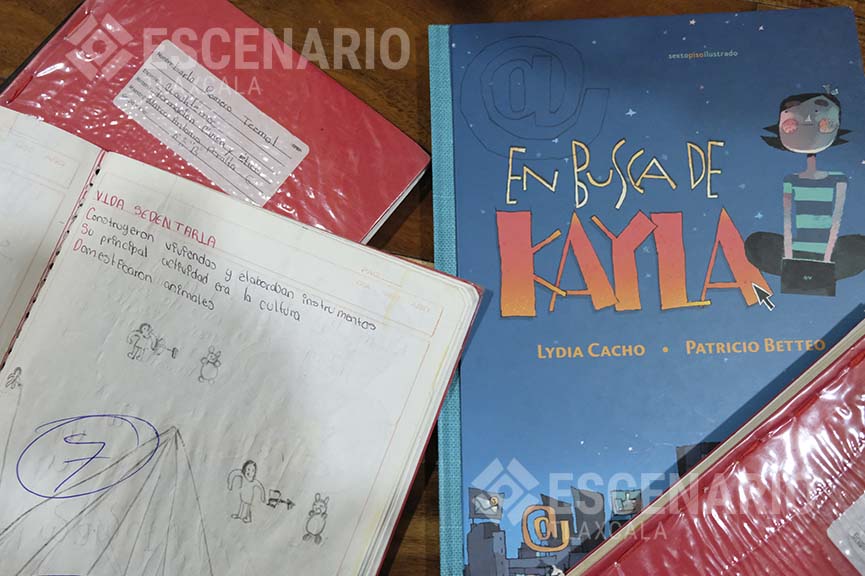 ESCENARIO
TLAXCALA
VIDA SEDENTARIA
Construyeron viviendas y elaboraban instrumentos
Su principal actividad era la cultura
Domesticaron animales
7
sextopisoilustrado
@
EN BUSCA DE
KAYLA
LYDIA CACHO • PATRICIO BETTEO
@
ESCENARIO
TLAXCALA